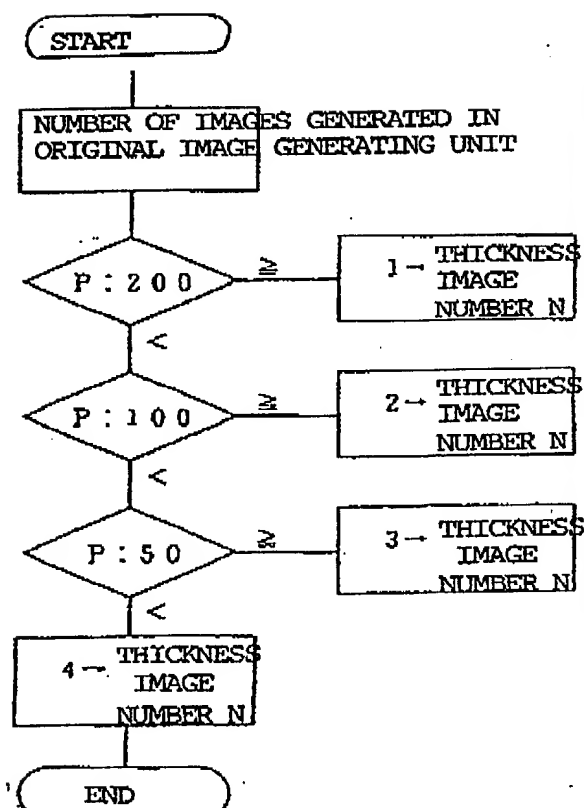 START
NUMBER OF IMAGES GENERATED IN
ORIGINAL IMAGE GENERATING UNIT
P : 200
≧
1 → THICKNESS
IMAGE
NUMBER N
<
P : 100
≧
2 → THICKNESS
IMAGE
NUMBER N
<
P : 50
≧
3 → THICKNESS
IMAGE
NUMBER N
<
4 → THICKNESS
IMAGE
NUMBER N
END